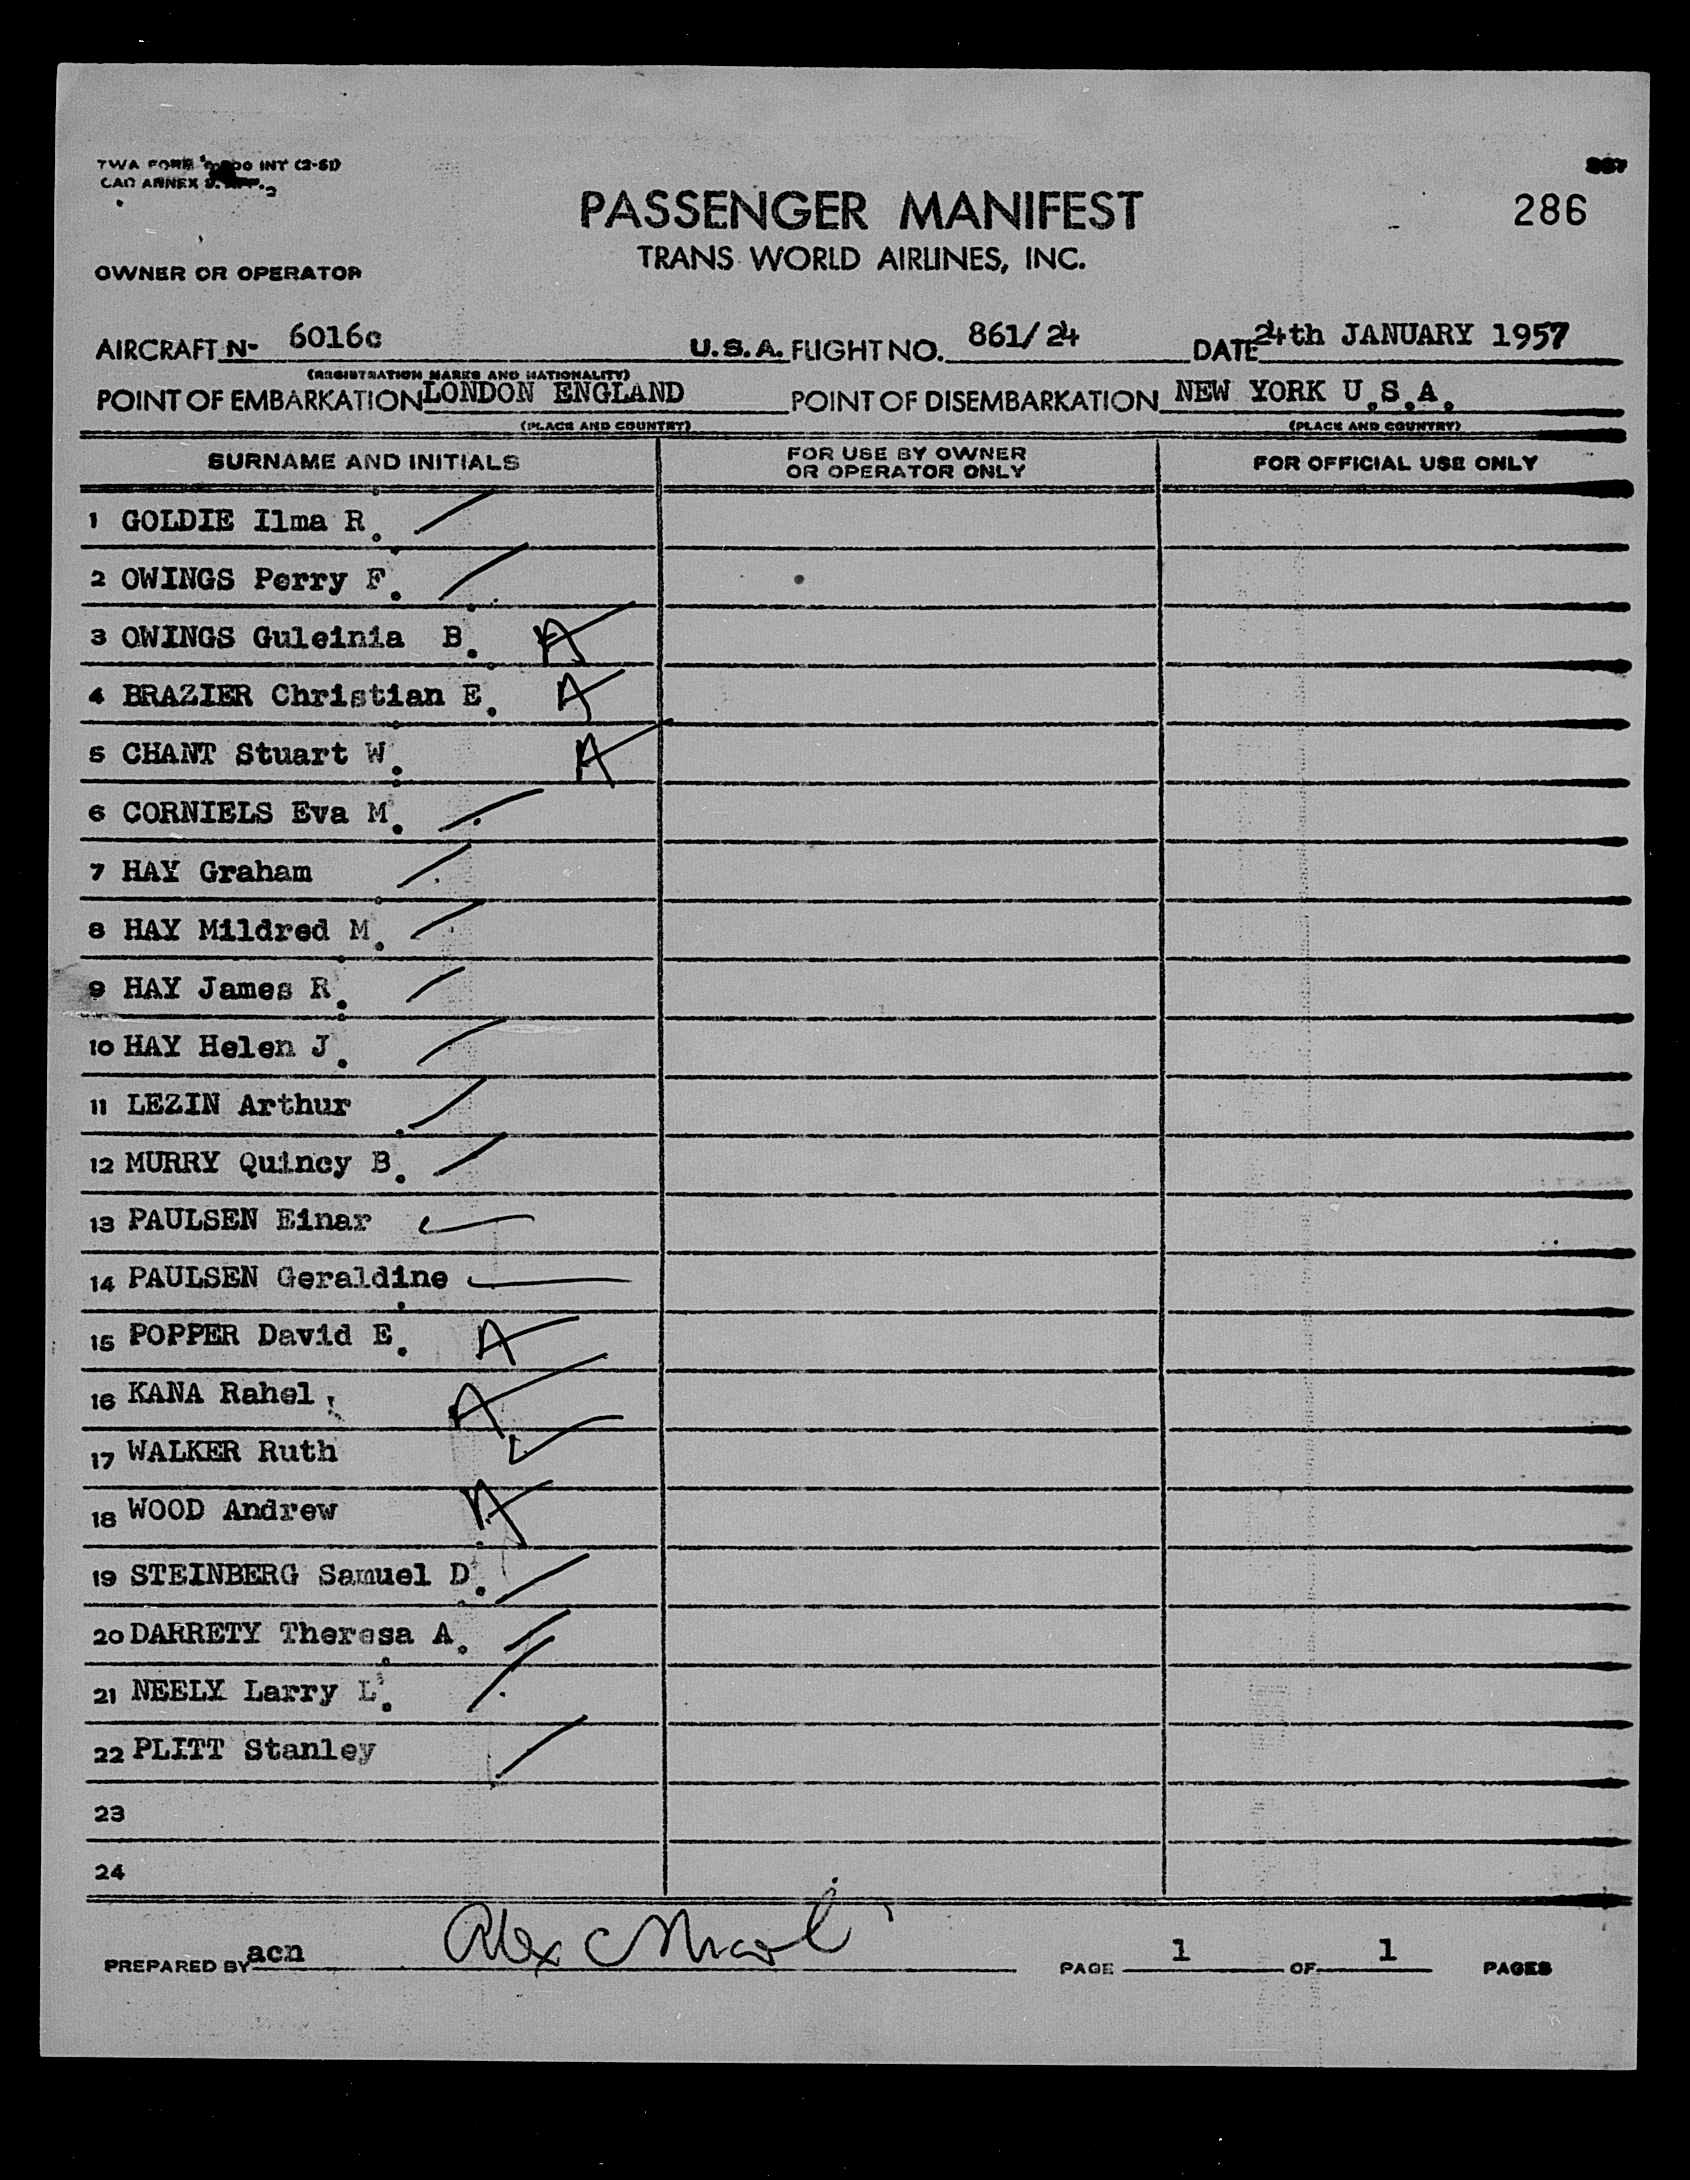 TWA FORM INT (2-51)
CAO ANNEX 9.
287
286
PASSENGER MANIFEST
TRANS WORLD AIRLINES, INC.
OWNER OR OPERATOR
AIRCRAFT N- 6016c U.S.A. FLIGHT NO. 861/24 DATE 24th JANUARY 1957
(REGISTRATION MARKS AND NATIONALITY)
POINT OF EMBARKATION LONDON ENGLAND POINT OF DISEMBARKATION NEW YORK U.S.A.
(PLACE AND COUNTRY) (PLACE AND COUNTRY)
SURNAME AND INITIALS FOR USE BY OWNER OR OPERATOR ONLY FOR OFFICIAL USE ONLY
1 GOLDIE Ilma R.
2 OWINGS Perry F.
3 OWINGS Guleinia B. A
4 BRAZIER Christian E. A
5 CHANT Stuart W. A
6 CORNIELS Eva M.
7 HAY Graham
8 HAY Mildred M.
9 HAY James R.
10 HAY Helen J.
11 LEZIN Arthur
12 MURRY Quincy B.
13 PAULSEN Einar
14 PAULSEN Geraldine
15 POPPER David E. A
16 KANA Rahel A
17 WALKER Ruth
18 WOOD Andrew A
19 STEINBERG Samuel D.
20 DARRETY Theresa A.
21 NEELY Larry L.
22 PLITT Stanley
23
24
PREPARED BY acn Alex C PAGE 1 OF 1 PAGES